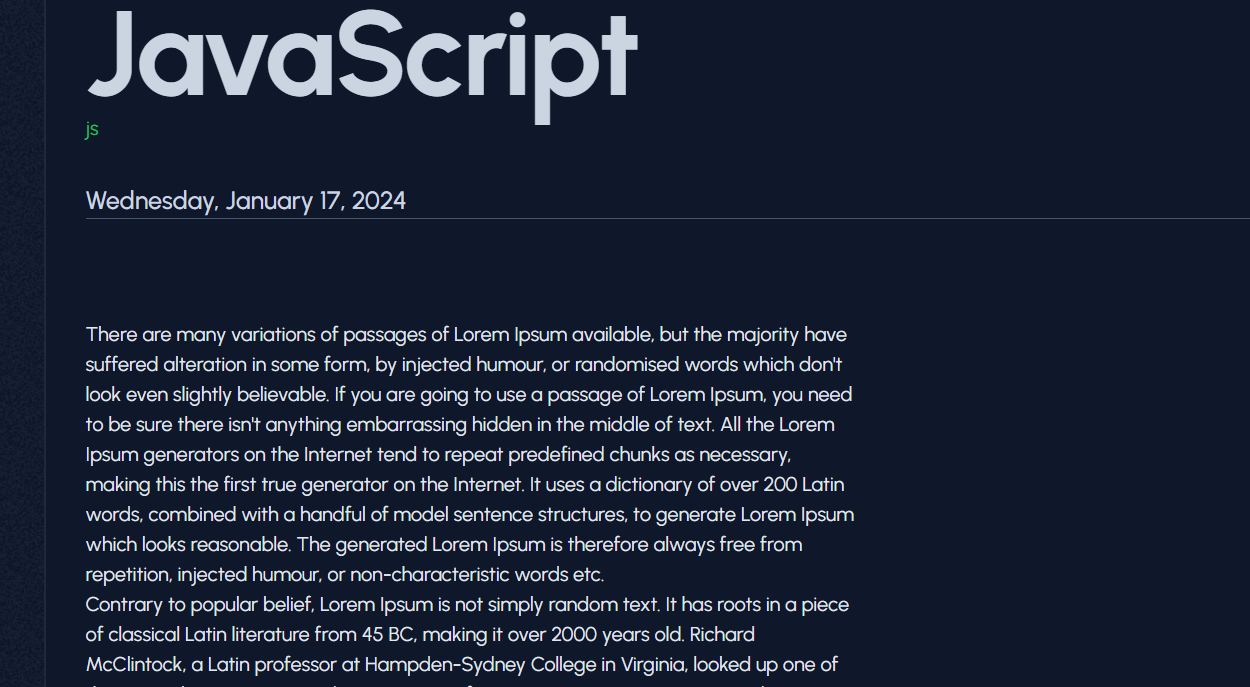 JavaScript
js
Wednesday, January 17, 2024
There are many variations of passages of Lorem Ipsum available, but the majority have
suffered alteration in some form, by injected humour, or randomised words which don't
look even slightly believable. If you are going to use a passage of Lorem Ipsum, you need
to be sure there isn't anything embarrassing hidden in the middle of text. All the Lorem
Ipsum generators on the Internet tend to repeat predefined chunks as necessary,
making this the first true generator on the Internet. It uses a dictionary of over 200 Latin
words, combined with a handful of model sentence structures, to generate Lorem Ipsum
which looks reasonable. The generated Lorem Ipsum is therefore always free from
repetition, injected humour, or non-characteristic words etc.
Contrary to popular belief, Lorem Ipsum is not simply random text. It has roots in a piece
of classical Latin literature from 45 BC, making it over 2000 years old. Richard
McClintock, a Latin professor at Hampden-Sydney College in Virginia, looked up one of